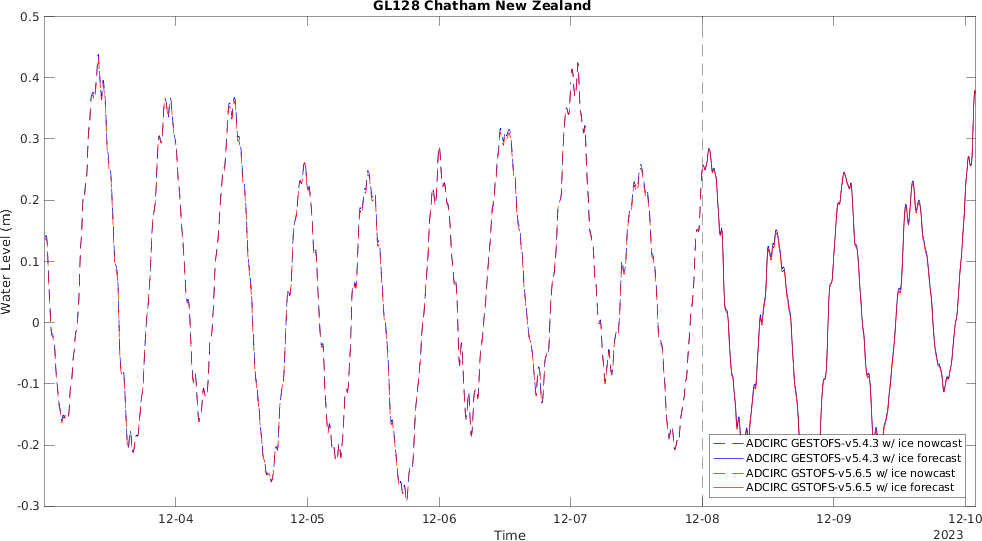 GL128 Chatham New Zealand
0.5
0.4
0.3
0.2
0.1
0
-0.1
-0.2
-0.3
Water Level (m)
ADCIRC GESTOFS-v5.4.3 w/ ice nowcast
ADCIRC GESTOFS-v5.4.3 w/ ice forecast
ADCIRC GSTOFS-v5.6.5 w/ ice nowcast
ADCIRC GSTOFS-v5.6.5 w/ ice forecast
12-04 12-05 12-06 12-07 12-08 12-09 12-10
Time 2023